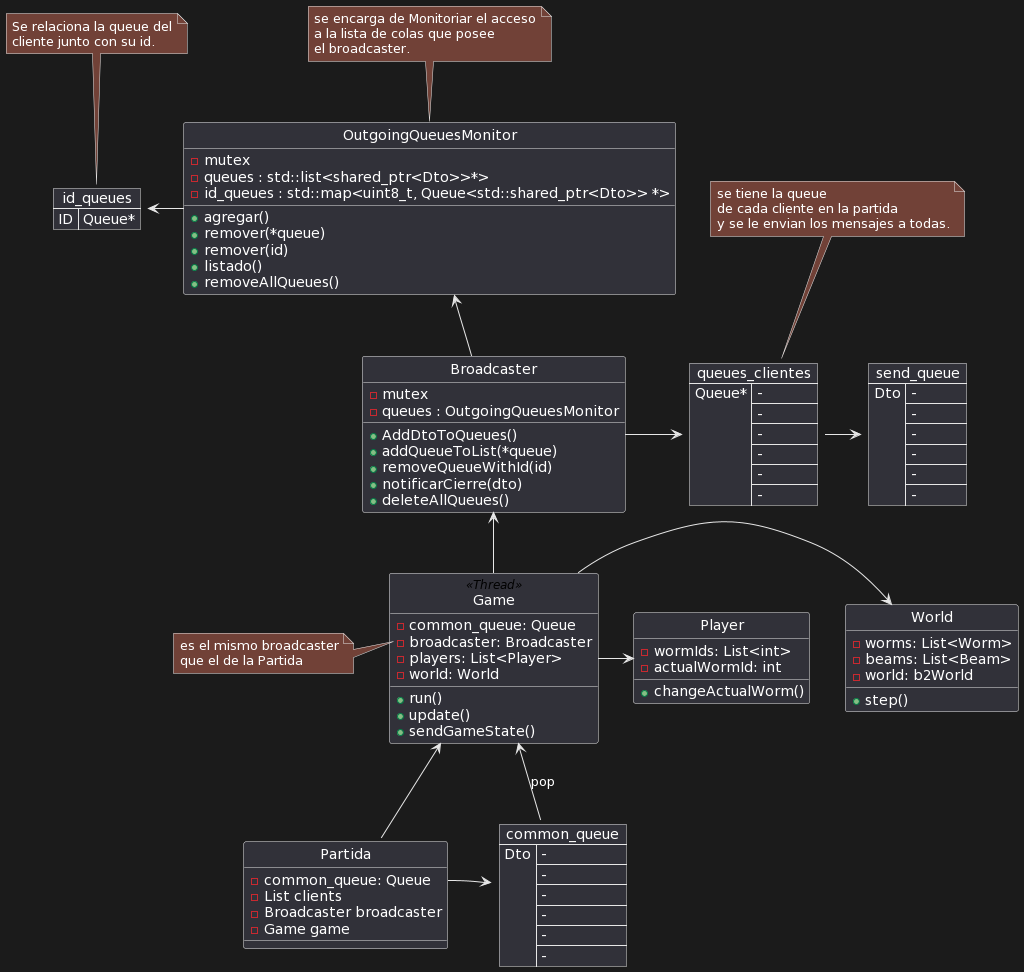 Se relaciona la queue del
cliente junto con su id.
se encarga de Monitoriar el acceso
a la lista de colas que posee
el broadcaster.
OutgoingQueuesMonitor
mutex
queues : std::list<shared_ptr<Dto>>*>
id_queues : std::map<uint8_t, Queue<std::shared_ptr<Dto>> *>
agregar()
remover(*queue)
remover(id)
listado()
removeAllQueues()
id_queues
ID Queue*
se tiene la queue
de cada cliente en la partida
y se le envian los mensajes a todas.
Broadcaster
mutex
queues : OutgoingQueuesMonitor
AddDtoToQueues()
addQueueToList(*queue)
removeQueueWithId(id)
notificarCierre(dto)
deleteAllQueues()
queues_clientes
Queue* -
-
-
-
-
-
send_queue
Dto -
-
-
-
-
-
«Thread»
Game
common_queue: Queue
broadcaster: Broadcaster
players: List<Player>
world: World
run()
update()
sendGameState()
es el mismo broadcaster
que el de la Partida
Player
wormIds: List<int>
actualWormId: int
changeActualWorm()
World
worms: List<Worm>
beams: List<Beam>
world: b2World
step()
pop
Partida
common_queue: Queue
List clients
Broadcaster broadcaster
Game game
common_queue
Dto -
-
-
-
-
-